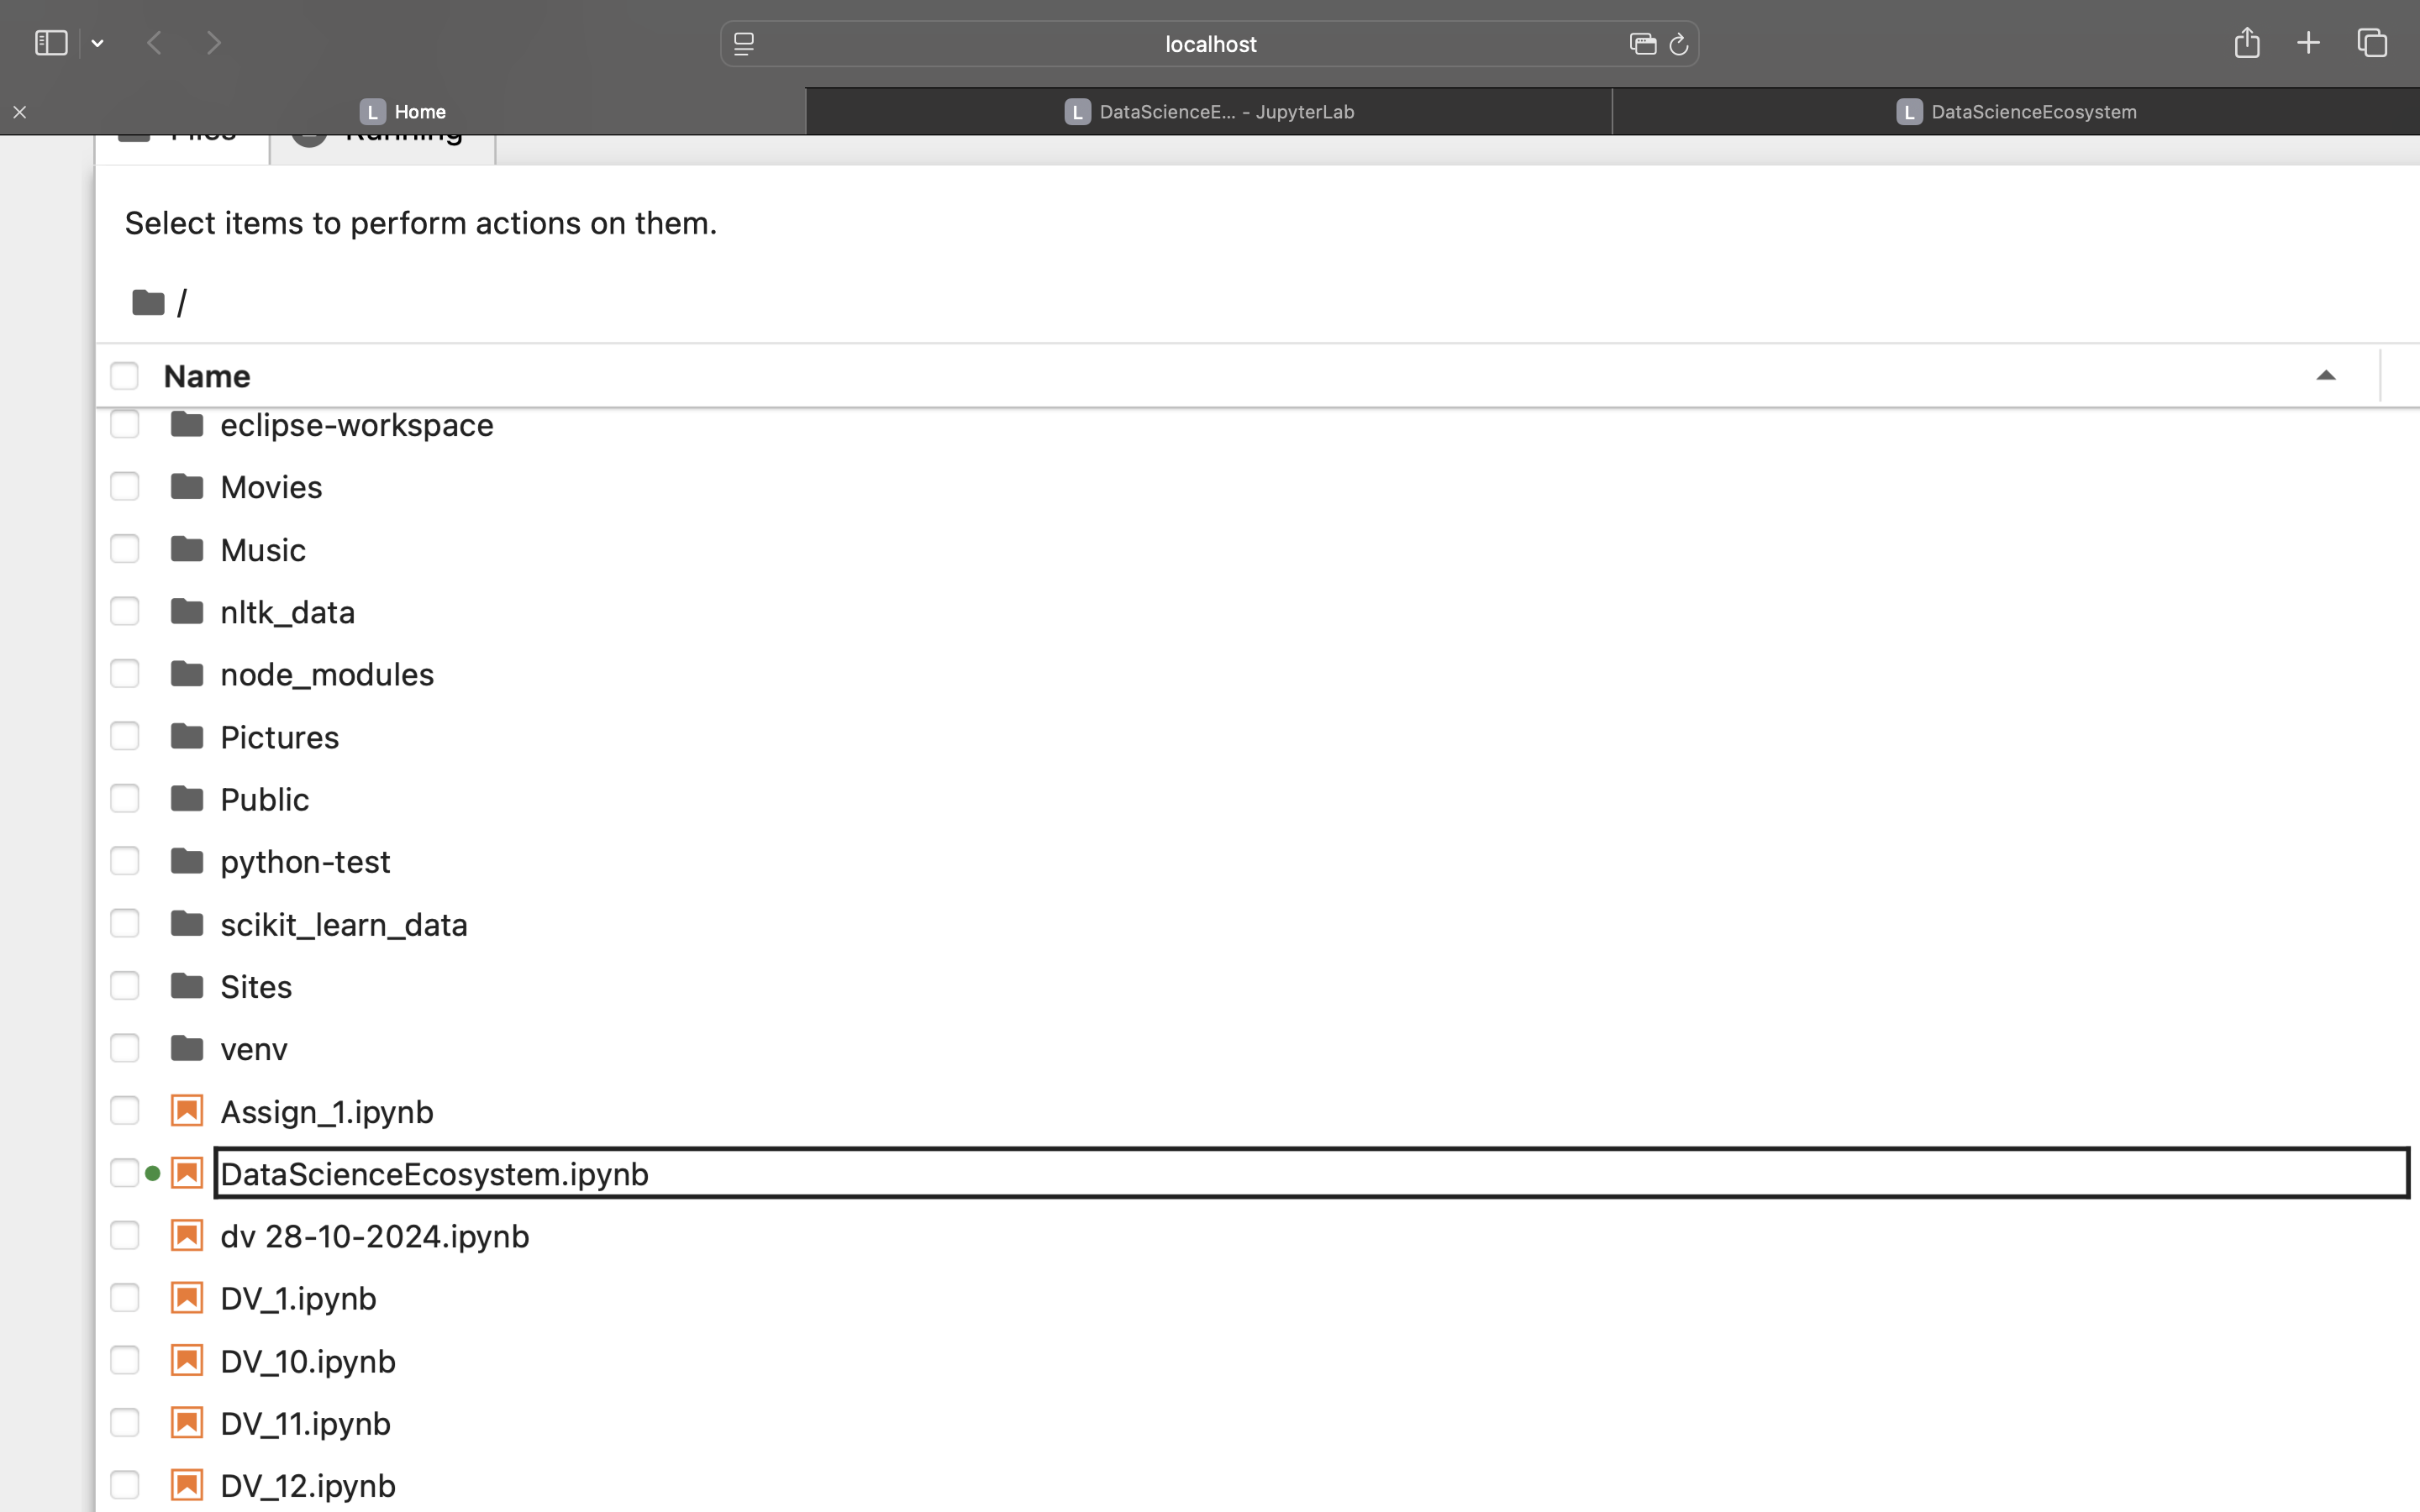 localhost
L Home
L DataScienceE... - JupyterLab
L DataScienceEcosystem
Files
Running
Select items to perform actions on them.
/
Name
eclipse-workspace
Movies
Music
nltk_data
node_modules
Pictures
Public
python-test
scikit_learn_data
Sites
venv
Assign_1.ipynb
DataScienceEcosystem.ipynb
dv 28-10-2024.ipynb
DV_1.ipynb
DV_10.ipynb
DV_11.ipynb
DV_12.ipynb